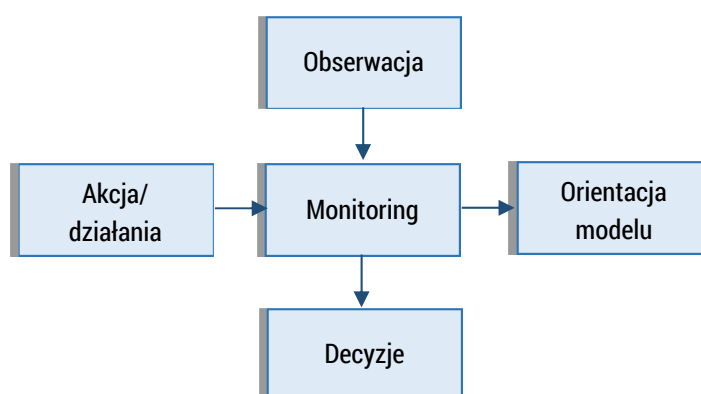 Obserwacja
Akcja/
działania
Monitoring
Orientacja
modelu
Decyzje